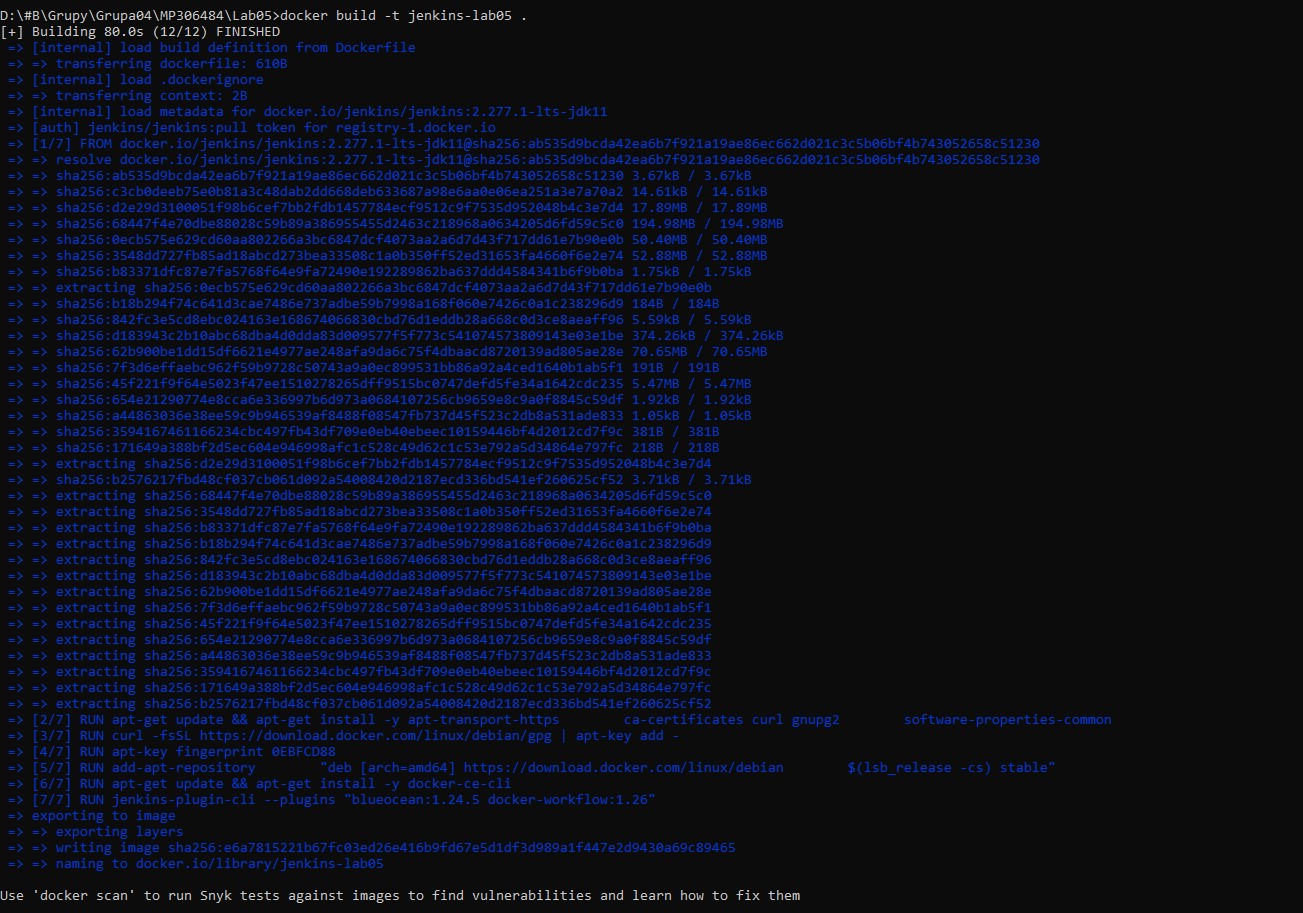 D:\#B\Grupy\Grupa04\MP306484\Lab05>docker build -t jenkins-lab05 .
[+] Building 80.0s (12/12) FINISHED
=> [internal] load build definition from Dockerfile
=> => transferring dockerfile: 610B
=> [internal] load .dockerignore
=> => transferring context: 2B
=> [internal] load metadata for docker.io/jenkins/jenkins:2.277.1-lts-jdk11
=> [auth] jenkins/jenkins:pull token for registry-1.docker.io
=> [1/7] FROM docker.io/jenkins/jenkins:2.277.1-lts-jdk11@sha256:ab535d9bcda42ea6b7f921a19ae86ec662d021c3c5b06bf4b743052658c51230
=> => resolve docker.io/jenkins/jenkins:2.277.1-lts-jdk11@sha256:ab535d9bcda42ea6b7f921a19ae86ec662d021c3c5b06bf4b743052658c51230
=> => sha256:ab535d9bcda42ea6b7f921a19ae86ec662d021c3c5b06bf4b743052658c51230 3.67kB / 3.67kB
=> => sha256:c3cb0deeb75e0b81a3c48dab2dd668deb633687a98e6aa0e06ea251a3e7a70a2 14.61kB / 14.61kB
=> => sha256:d2e29d3100051f98b6cef7bb2fdb1457784ecf9512c9f7535d952048b4c3e7d4 17.89MB / 17.89MB
=> => sha256:68447f4e70dbe88028c59b89a386955455d2463c218968a0634205d6fd59c5c0 194.98MB / 194.98MB
=> => sha256:0ecb575e629cd60aa802266a3bc6847dcf4073aa2a6d7d43f717dd61e7b90e0b 50.40MB / 50.40MB
=> => sha256:3548dd727fb85ad18abcd273bea33508c1a0b350ff52ed31653fa4660f6e2e74 52.88MB / 52.88MB
=> => sha256:b83371dfc87e7fa5768f64e9fa72490e192289862ba637ddd4584341b6f9b0ba 1.75kB / 1.75kB
=> => extracting sha256:0ecb575e629cd60aa802266a3bc6847dcf4073aa2a6d7d43f717dd61e7b90e0b
=> => sha256:b18b294f74c641d3cae7486e737adbe59b7998a168f060e7426c0a1c238296d9 184B / 184B
=> => sha256:842fc3e5cd8ebc024163e168674066830cbd76d1eddb28a668c0d3ce8aeaff96 5.59kB / 5.59kB
=> => sha256:d183943c2b10abc68dba4d0dda83d009577f5f773c541074573809143e03e1be 374.26kB / 374.26kB
=> => sha256:62b900be1dd15df6621e4977ae248afa9da6c75f4dbaacd8720139ad805ae28e 70.65MB / 70.65MB
=> => sha256:7f3d6effaebc962f59b9728c50743a9a0ec899531bb86a92a4ced1640b1ab5f1 191B / 191B
=> => sha256:45f221f9f64e5023f47ee1510278265dff9515bc0747defd5fe34a1642cdc235 5.47MB / 5.47MB
=> => sha256:654e21290774e8cca6e336997b6d973a0684107256cb9659e8c9a0f8845c59df 1.92kB / 1.92kB
=> => sha256:a44863036e38ee59c9b946539af8488f08547fb737d45f523c2db8a531ade833 1.05kB / 1.05kB
=> => sha256:3594167461166234cbc497fb43df709e0eb40ebeec10159446bf4d2012cd7f9c 381B / 381B
=> => sha256:171649a388bf2d5ec604e946998afc1c528c49d62c1c53e792a5d34864e797fc 218B / 218B
=> => extracting sha256:d2e29d3100051f98b6cef7bb2fdb1457784ecf9512c9f7535d952048b4c3e7d4
=> => sha256:b2576217fbd48cf037cb061d092a54008420d2187ecd336bd541ef260625cf52 3.71kB / 3.71kB
=> => extracting sha256:68447f4e70dbe88028c59b89a386955455d2463c218968a0634205d6fd59c5c0
=> => extracting sha256:3548dd727fb85ad18abcd273bea33508c1a0b350ff52ed31653fa4660f6e2e74
=> => extracting sha256:b83371dfc87e7fa5768f64e9fa72490e192289862ba637ddd4584341b6f9b0ba
=> => extracting sha256:b18b294f74c641d3cae7486e737adbe59b7998a168f060e7426c0a1c238296d9
=> => extracting sha256:842fc3e5cd8ebc024163e168674066830cbd76d1eddb28a668c0d3ce8aeaff96
=> => extracting sha256:d183943c2b10abc68dba4d0dda83d009577f5f773c541074573809143e03e1be
=> => extracting sha256:62b900be1dd15df6621e4977ae248afa9da6c75f4dbaacd8720139ad805ae28e
=> => extracting sha256:7f3d6effaebc962f59b9728c50743a9a0ec899531bb86a92a4ced1640b1ab5f1
=> => extracting sha256:45f221f9f64e5023f47ee1510278265dff9515bc0747defd5fe34a1642cdc235
=> => extracting sha256:654e21290774e8cca6e336997b6d973a0684107256cb9659e8c9a0f8845c59df
=> => extracting sha256:a44863036e38ee59c9b946539af8488f08547fb737d45f523c2db8a531ade833
=> => extracting sha256:3594167461166234cbc497fb43df709e0eb40ebeec10159446bf4d2012cd7f9c
=> => extracting sha256:171649a388bf2d5ec604e946998afc1c528c49d62c1c53e792a5d34864e797fc
=> => extracting sha256:b2576217fbd48cf037cb061d092a54008420d2187ecd336bd541ef260625cf52
=> [2/7] RUN apt-get update && apt-get install -y apt-transport-https        ca-certificates curl gnupg2        software-properties-common
=> [3/7] RUN curl -fsSL https://download.docker.com/linux/debian/gpg | apt-key add -
=> [4/7] RUN apt-key fingerprint 0EBFCD88
=> [5/7] RUN add-apt-repository        "deb [arch=amd64] https://download.docker.com/linux/debian        $(lsb_release -cs) stable"
=> [6/7] RUN apt-get update && apt-get install -y docker-ce-cli
=> [7/7] RUN jenkins-plugin-cli --plugins "blueocean:1.24.5 docker-workflow:1.26"
=> exporting to image
=> => exporting layers
=> => writing image sha256:e6a7815221b67fc03ed26e416b9fd67e5d1df3d989a1f447e2d9430a69c89465
=> => naming to docker.io/library/jenkins-lab05
Use 'docker scan' to run Snyk tests against images to find vulnerabilities and learn how to fix them